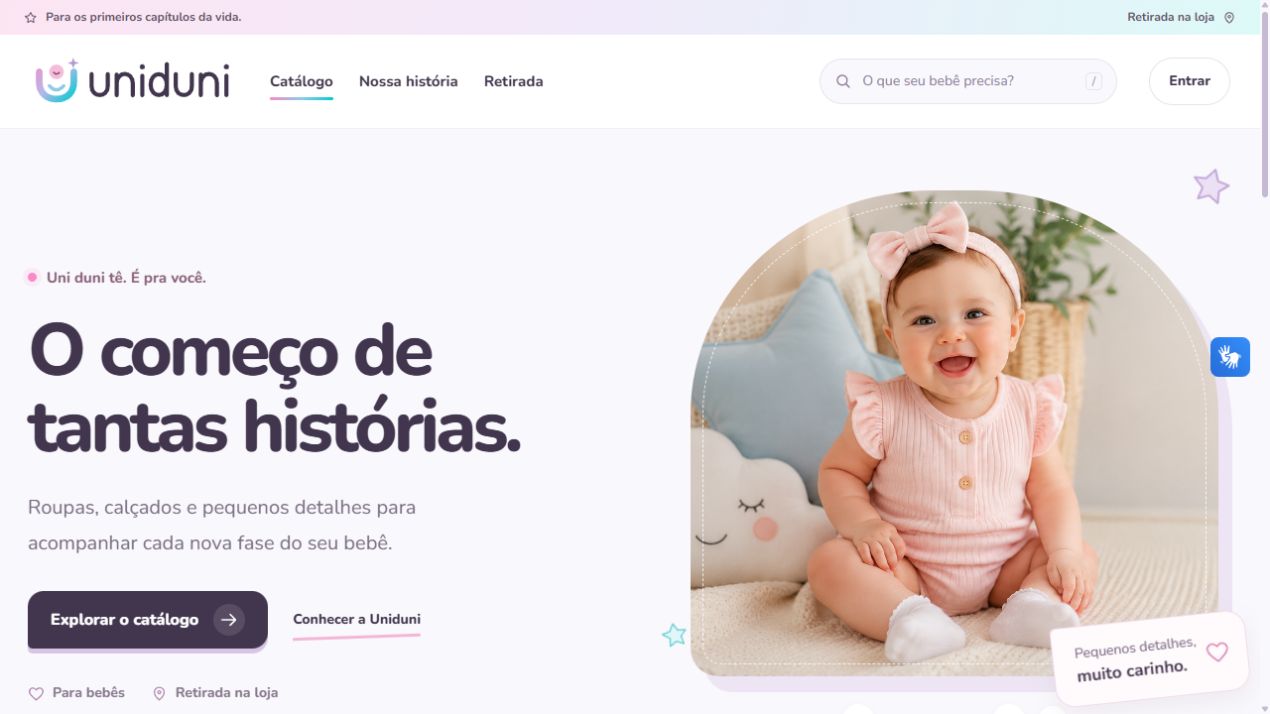 Para os primeiros capítulos da vida.
Retirada na loja
uniduni
Catálogo
Nossa história
Retirada
O que seu bebê precisa?
/
Entrar
Uni duni tê. É pra você.
O começo de
tantas histórias.
Roupas, calçados e pequenos detalhes para
acompanhar cada nova fase do seu bebê.
Explorar o catálogo
Conhecer a Uniduni
Para bebês
Retirada na loja
Pequenos detalhes,
muito carinho.